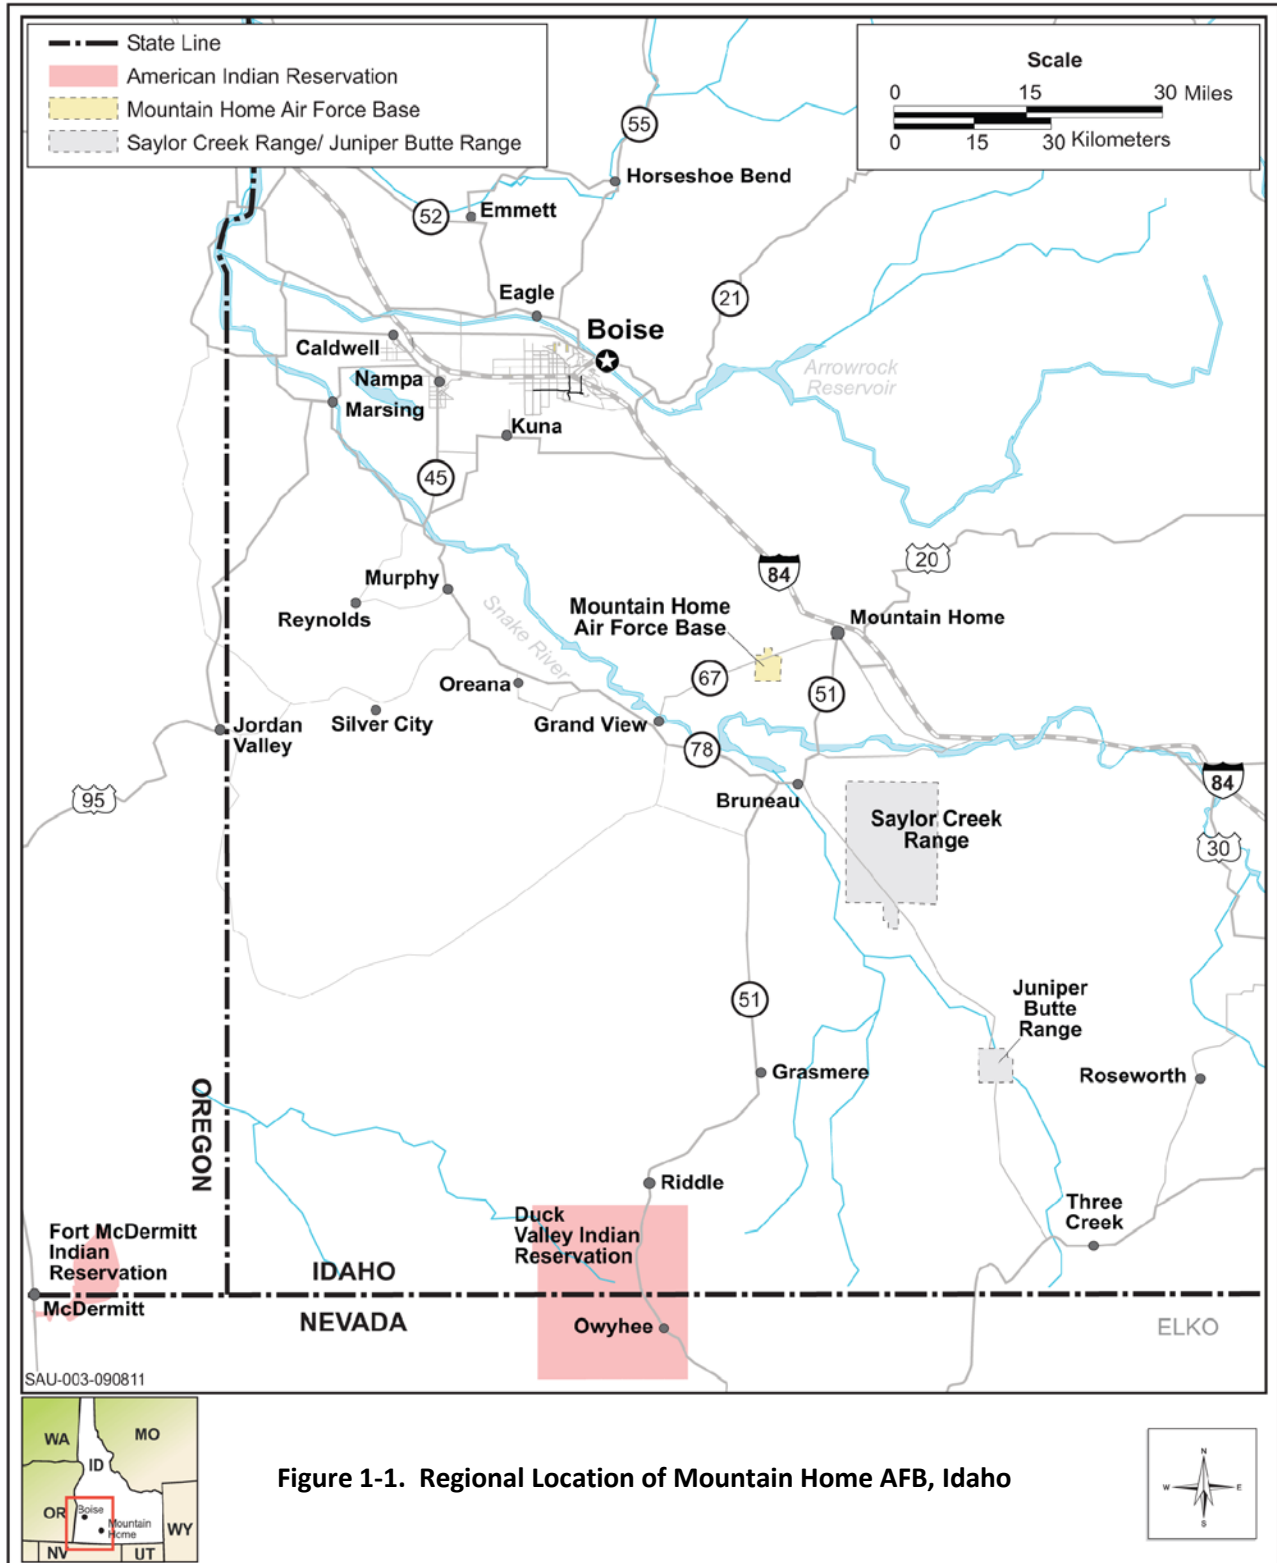 State Line
American Indian Reservation
Mountain Home Air Force Base
Saylor Creek Range/ Juniper Butte Range
Scale
0 15 30 Miles
0 15 30 Kilometers
55
Horseshoe Bend
52
Emmett
Eagle
21
Boise
Caldwell
Arrowrock
Reservoir
Nampa
Marsing
Kuna
45
20
84
Murphy
Reynolds
Snake River
Mountain Home
Air Force Base
Mountain Home
67
51
Oreana
Silver City
Grand View
Jordan
Valley
78
95
Bruneau
84
Saylor Creek
Range
30
51
Juniper
Butte
Range
Grasmere
Roseworth
OREGON
Riddle
Three
Creek
Duck
Valley Indian
Reservation
Fort McDermitt
Indian
Reservation
IDAHO
McDermitt
NEVADA
Owyhee
ELKO
SAU-003-090811
WA
MO
ID
OR
Boise
Mountain
Home
WY
NV
UT
Figure 1-1. Regional Location of Mountain Home AFB, Idaho
N
W
E
S